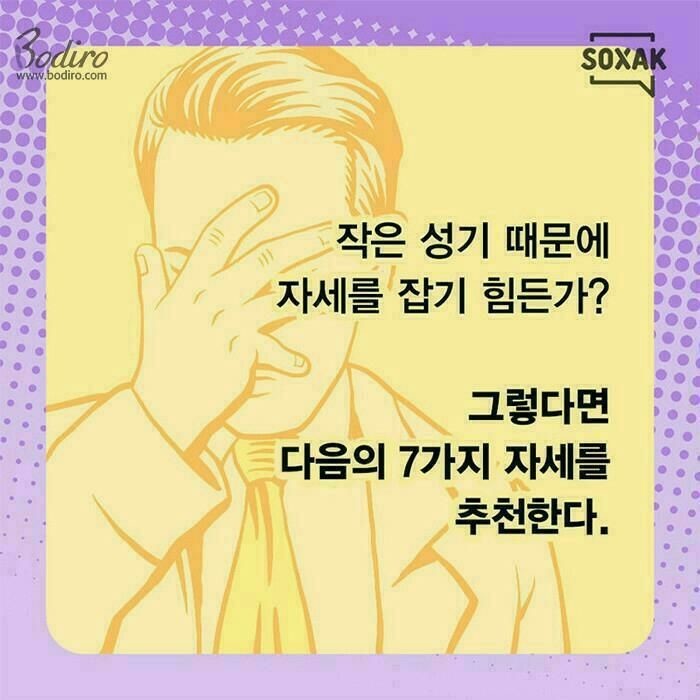 Bodiro
www.bodiro.com
SOXAK
작은 성기 때문에
자세를 잡기 힘든가?
그렇다면
다음의 7가지 자세를
추천한다.